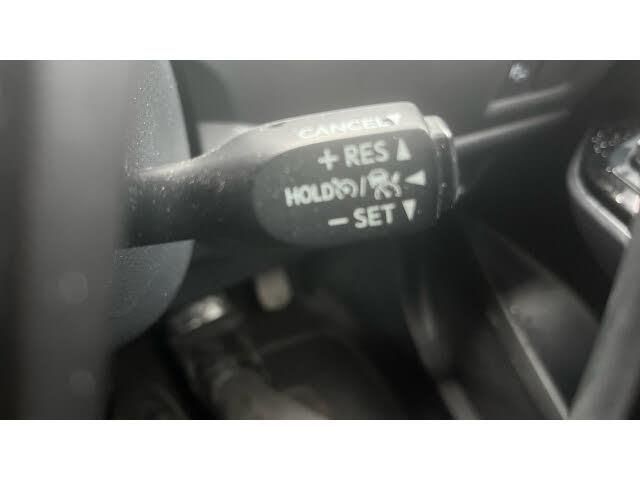 CANCEL▼
+ RES ▲
HOLD / ◀
− SET ▼